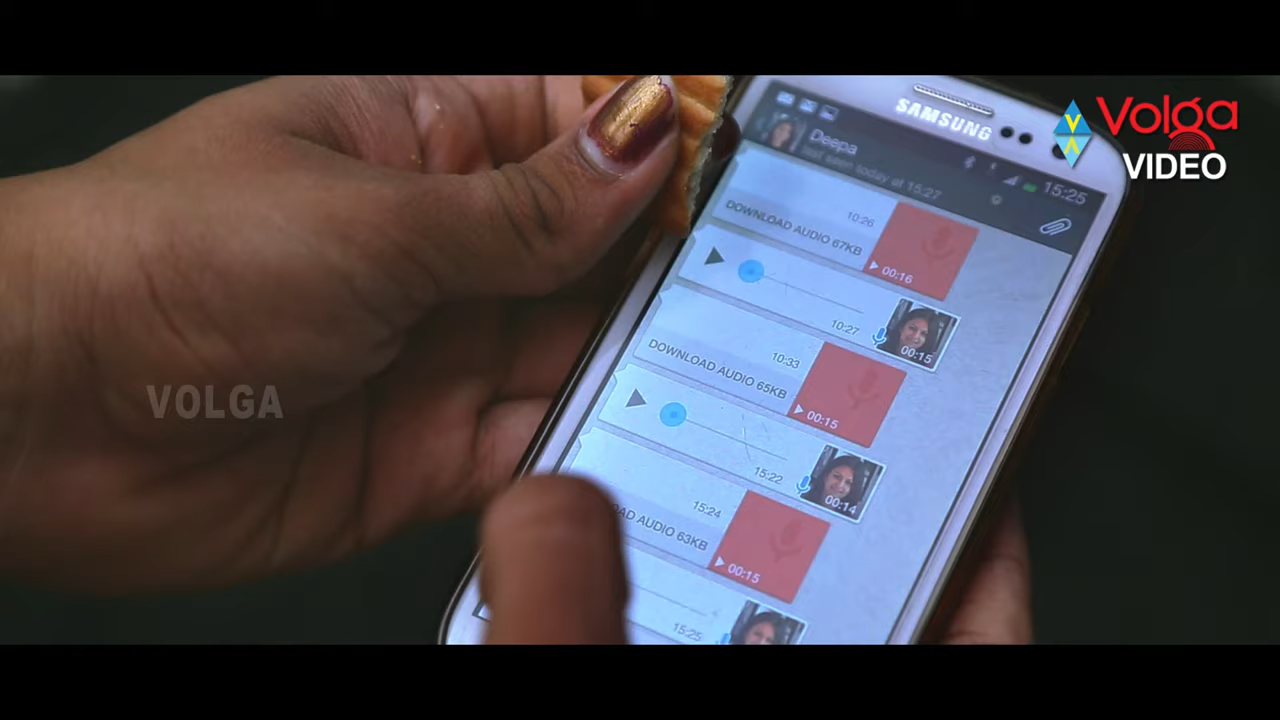 Volga
VIDEO
VOLGA
SAMSUNG
15:25
Deepa
last seen today at 15:27
10:26
DOWNLOAD AUDIO 67KB
00:16
10:27
00:15
10:33
DOWNLOAD AUDIO 65KB
00:15
15:22
00:14
15:24
AD AUDIO 63KB
00:15
15:25